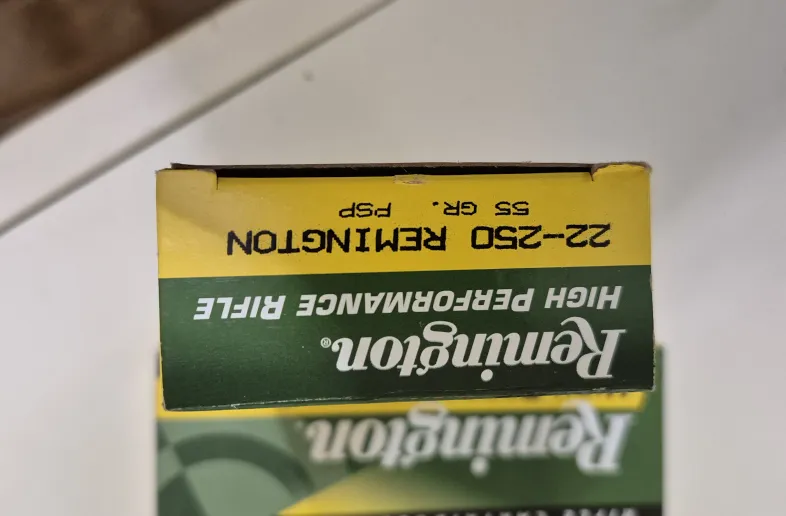 Remington.
Remington®
HIGH PERFORMANCE RIFLE
22-250 REMINGTON
55 GR. PSP